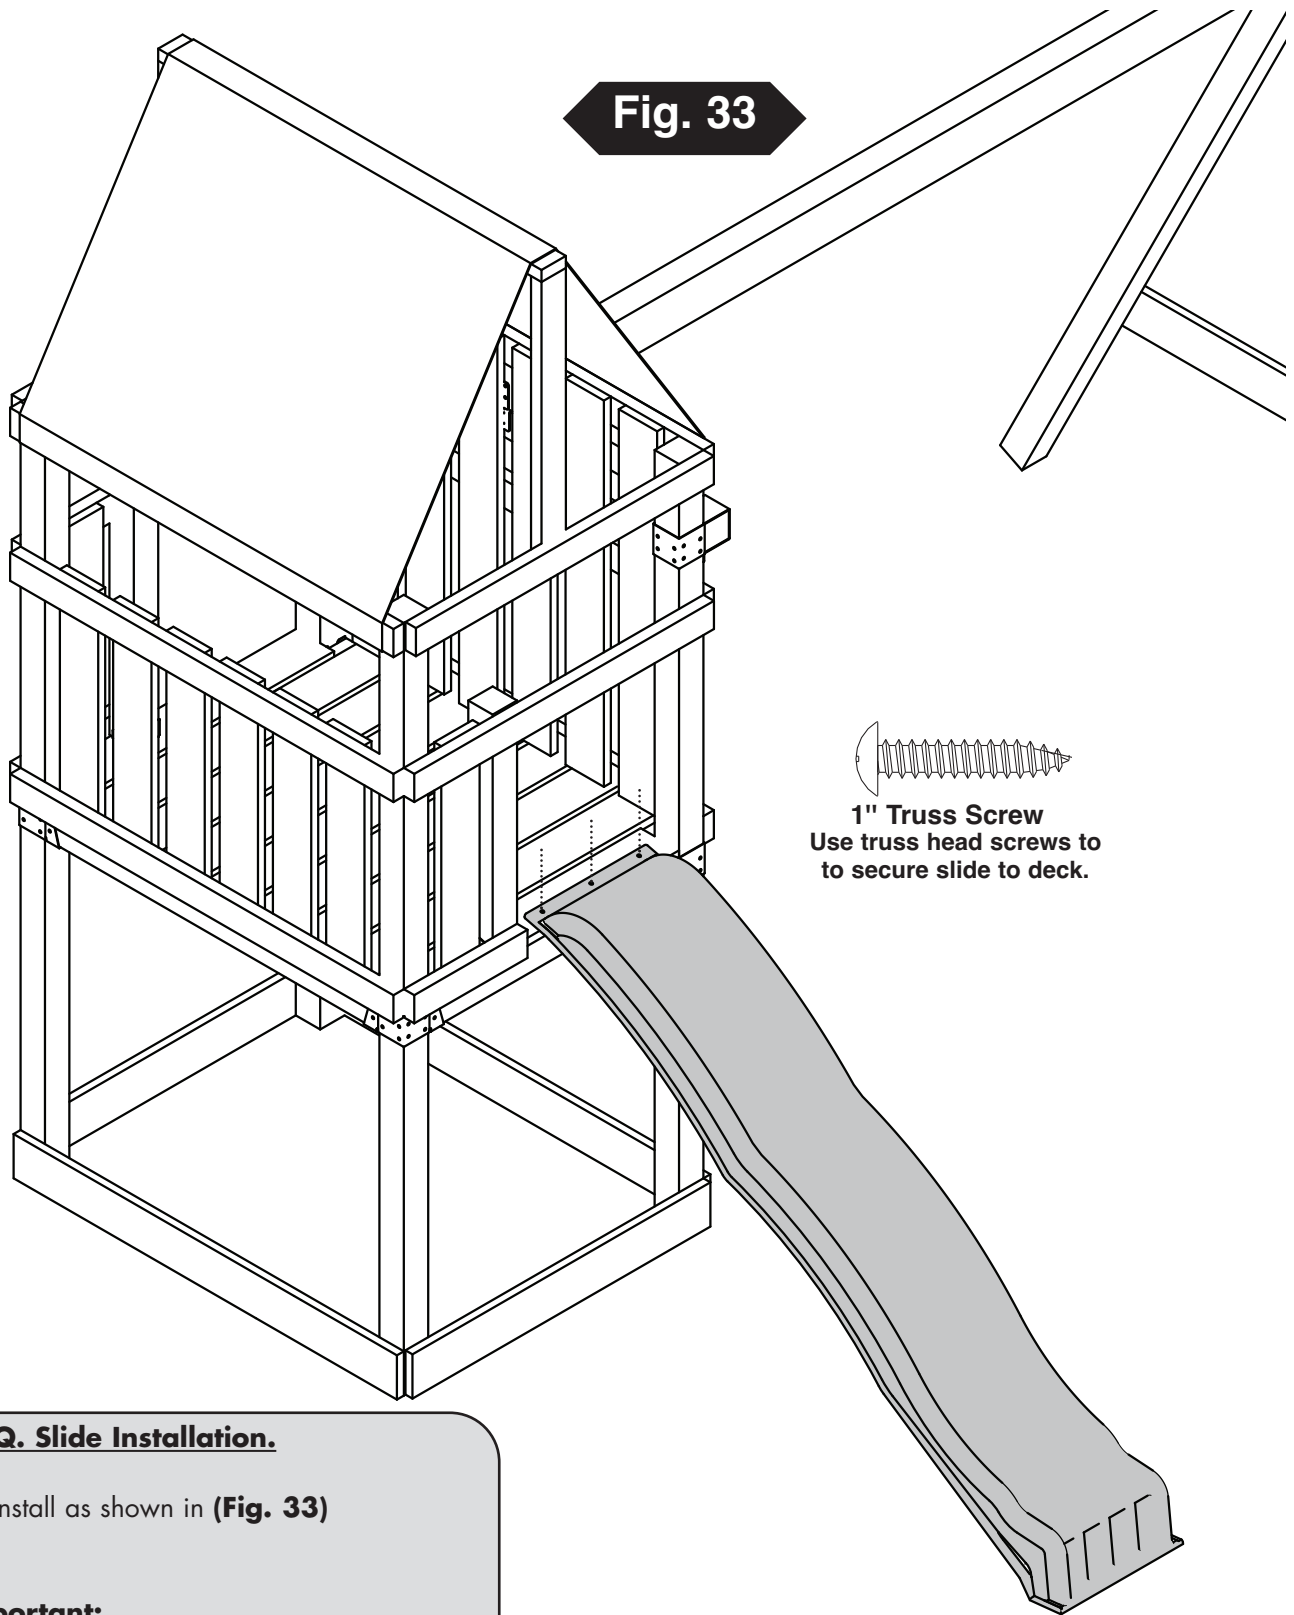 Fig. 33
1" Truss Screw
Use truss head screws to
to secure slide to deck.
Q. Slide Installation.
nstall as shown in (Fig. 33)
portant: